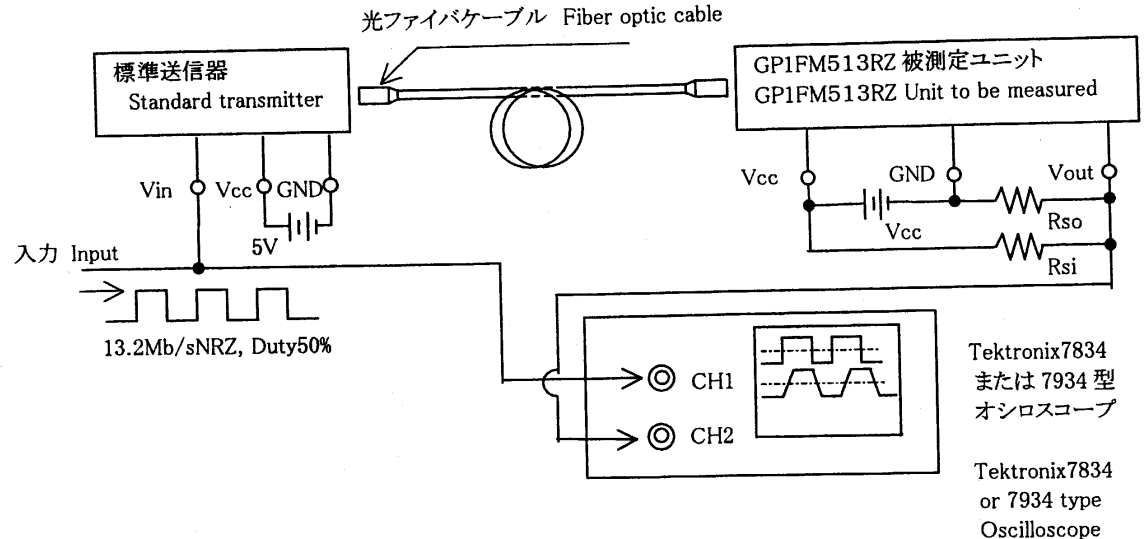 光ファイバケーブル Fiber optic cable
標準送信器
Standard transmitter
GP1FM513RZ 被測定ユニット
GP1FM513RZ Unit to be measured
Vin
Vcc
GND
5V
Vcc
GND
Vout
Vcc
Rso
Rsi
入力 Input
13.2Mb/sNRZ, Duty50%
CH1
CH2
Tektronix7834
または 7934 型
オシロスコープ
Tektronix7834
or 7934 type
Oscilloscope